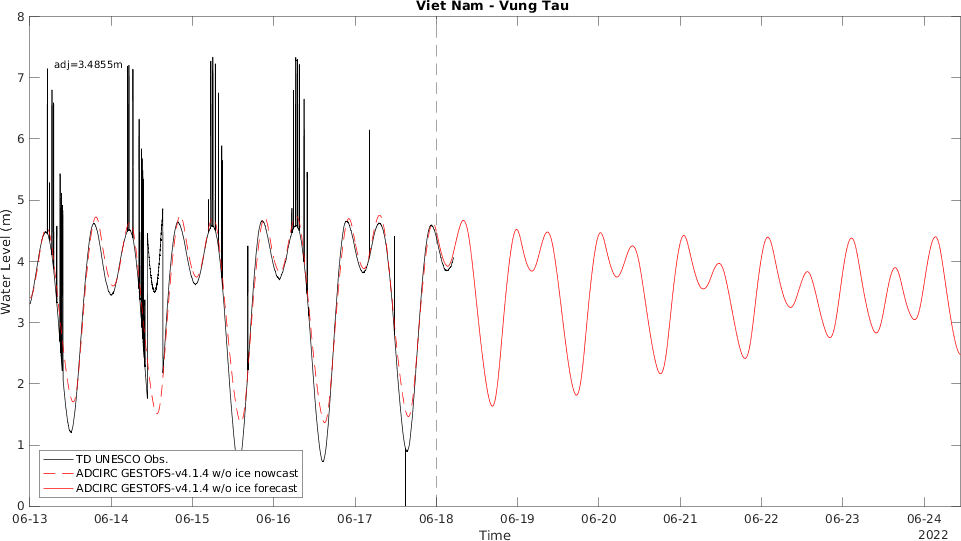 Viet Nam - Vung Tau
8
7
6
5
4
3
2
1
0
Water Level (m)
adj=3.4855m
TD UNESCO Obs.
ADCIRC GESTOFS-v4.1.4 w/o ice nowcast
ADCIRC GESTOFS-v4.1.4 w/o ice forecast
06-13 06-14 06-15 06-16 06-17 06-18 06-19 06-20 06-21 06-22 06-23 06-24
2022
Time